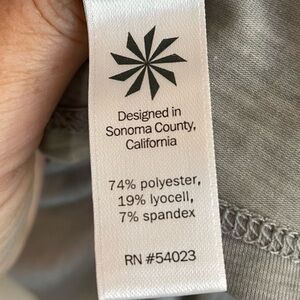 Designed in
Sonoma County,
California
74% polyester,
19% lyocell,
7% spandex
RN #54023